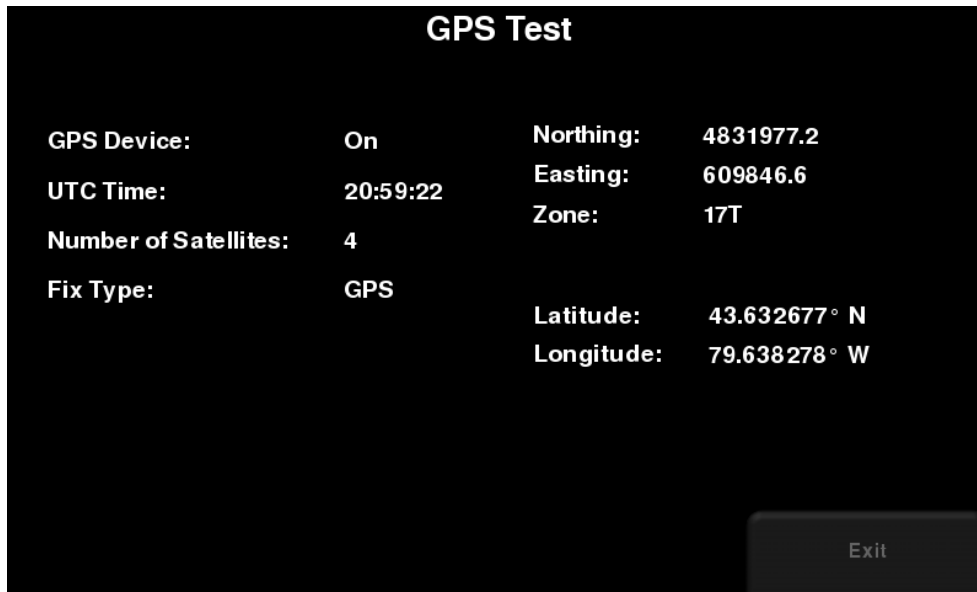 GPS Test
GPS Device: On
UTC Time: 20:59:22
Number of Satellites: 4
Fix Type: GPS
Northing: 4831977.2
Easting: 609846.6
Zone: 17T
Latitude: 43.632677° N
Longitude: 79.638278° W
Exit